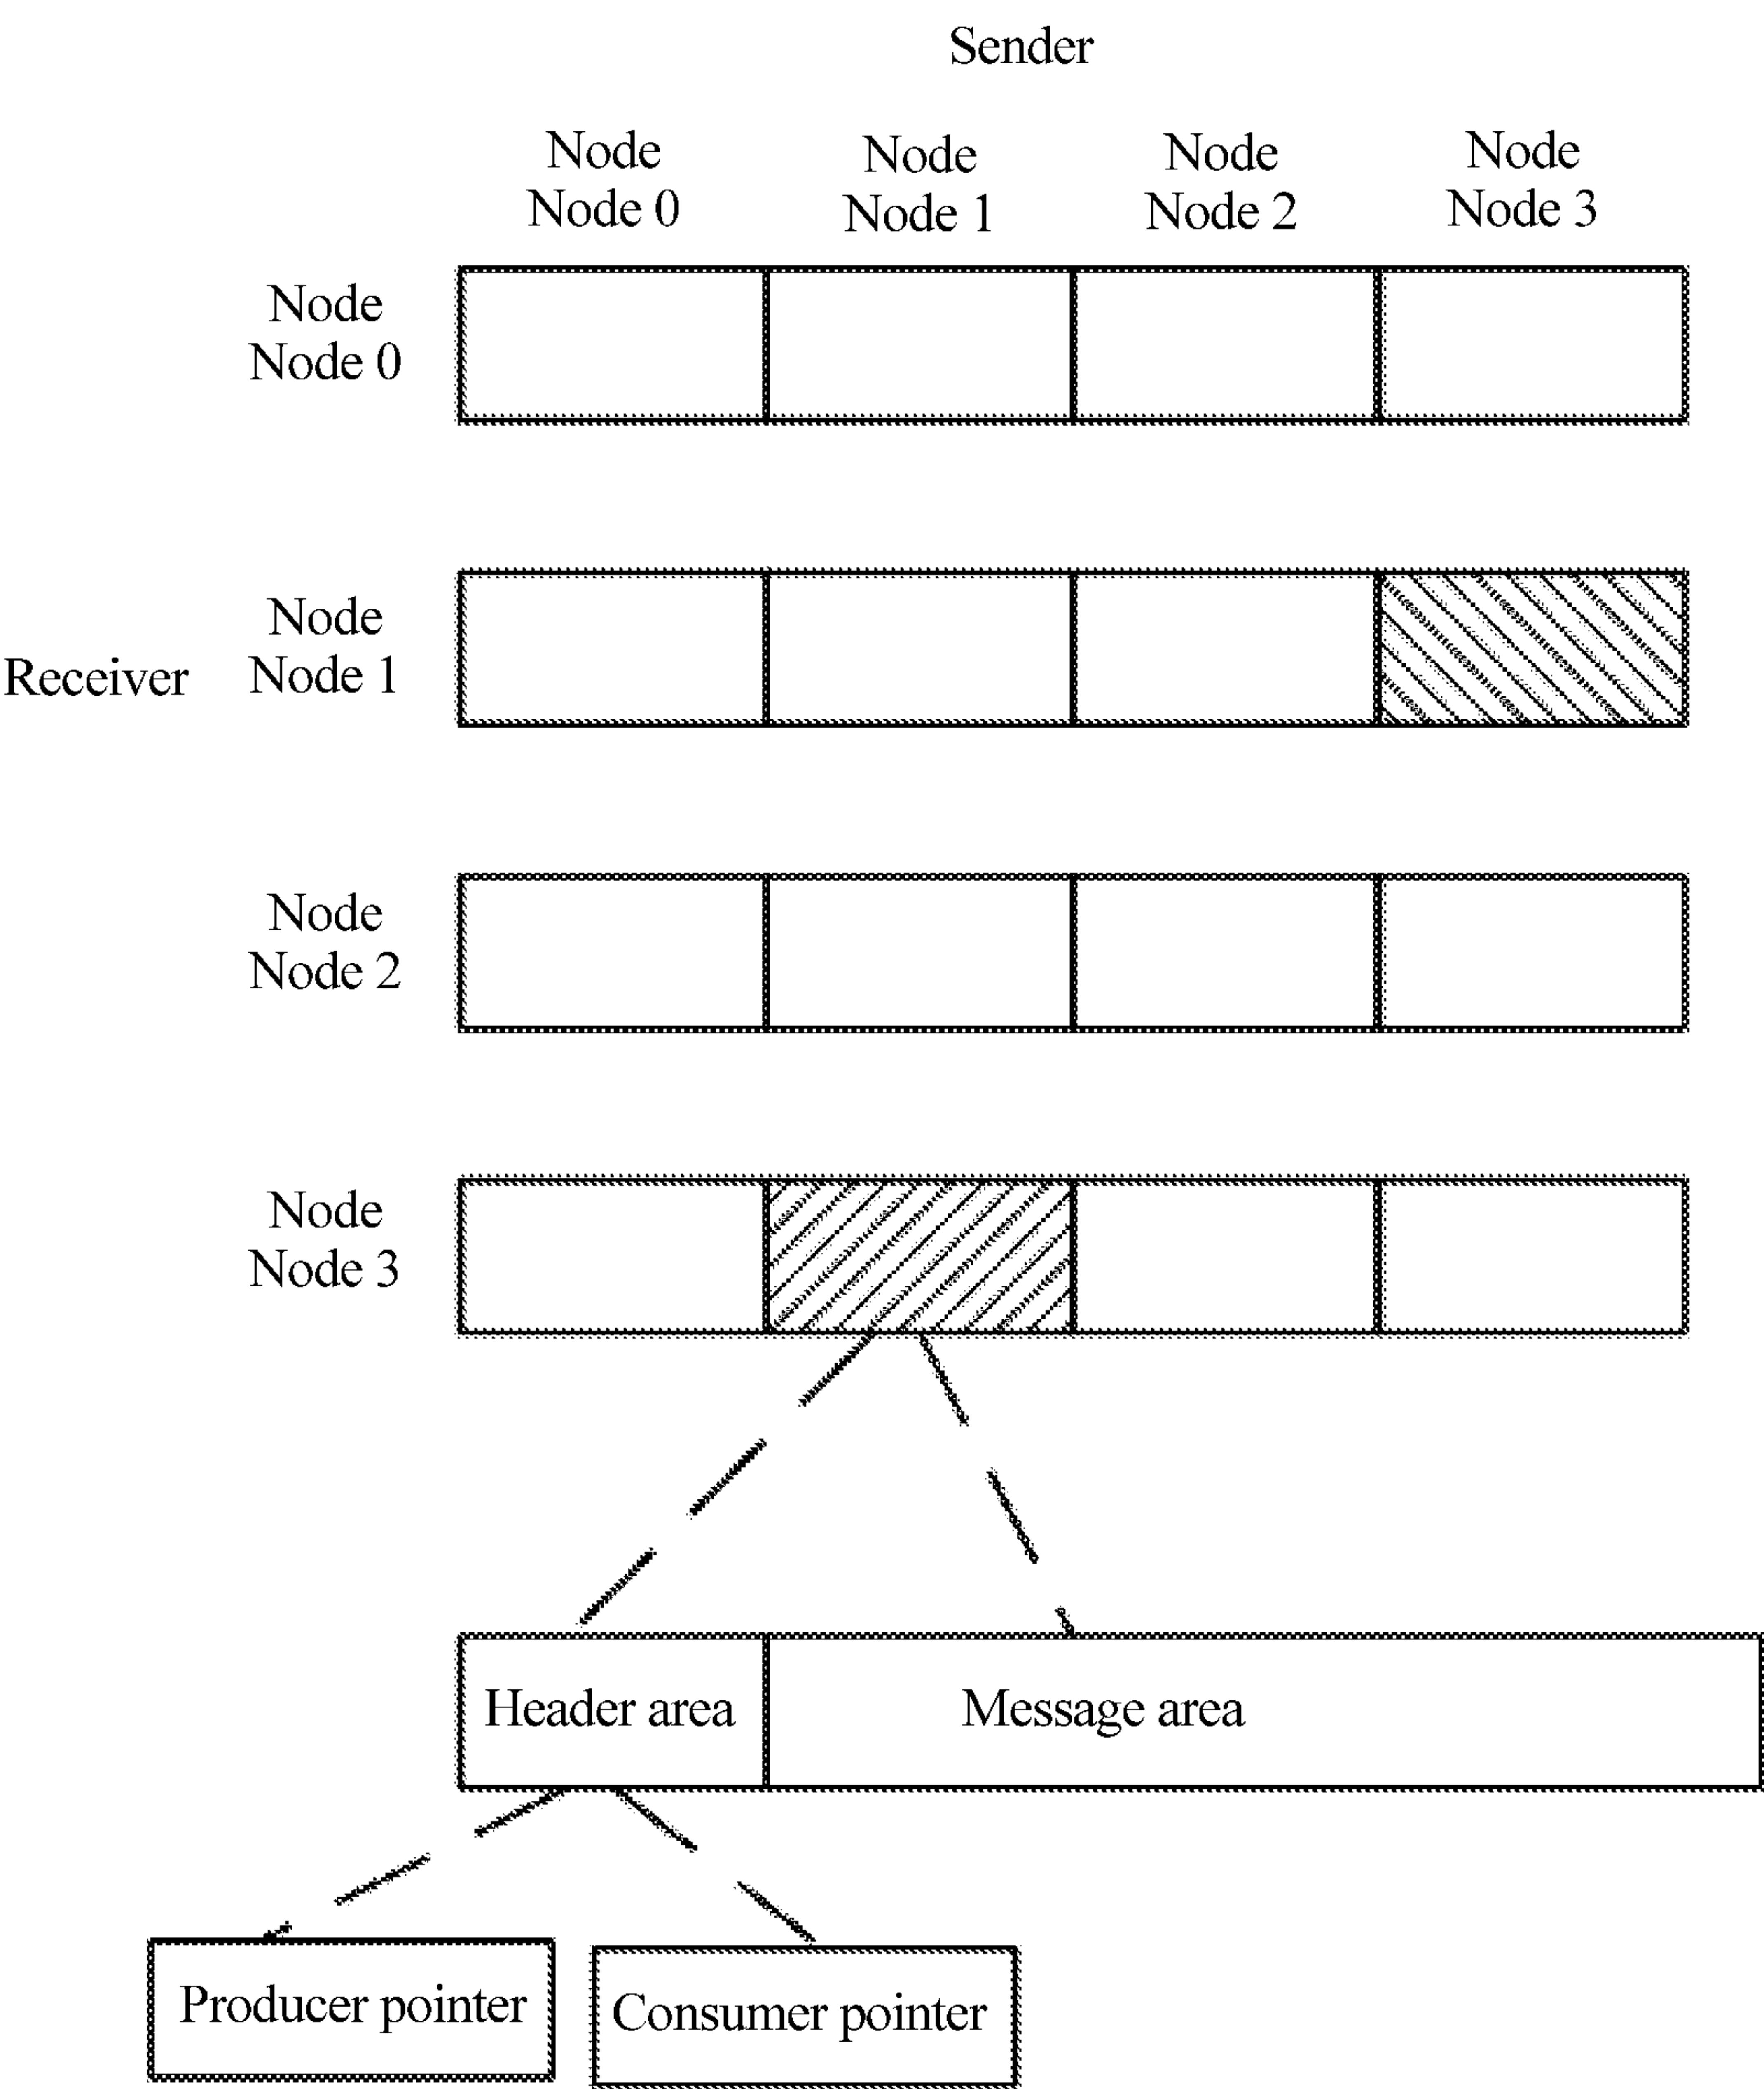 Sender
Node Node Node Node
Node 0 Node 1 Node 2 Node 3
Node
Node 0
Node
Receiver Node 1
Node
Node 2
Node
Node 3
Header area Message area
Producer pointer Consumer pointer